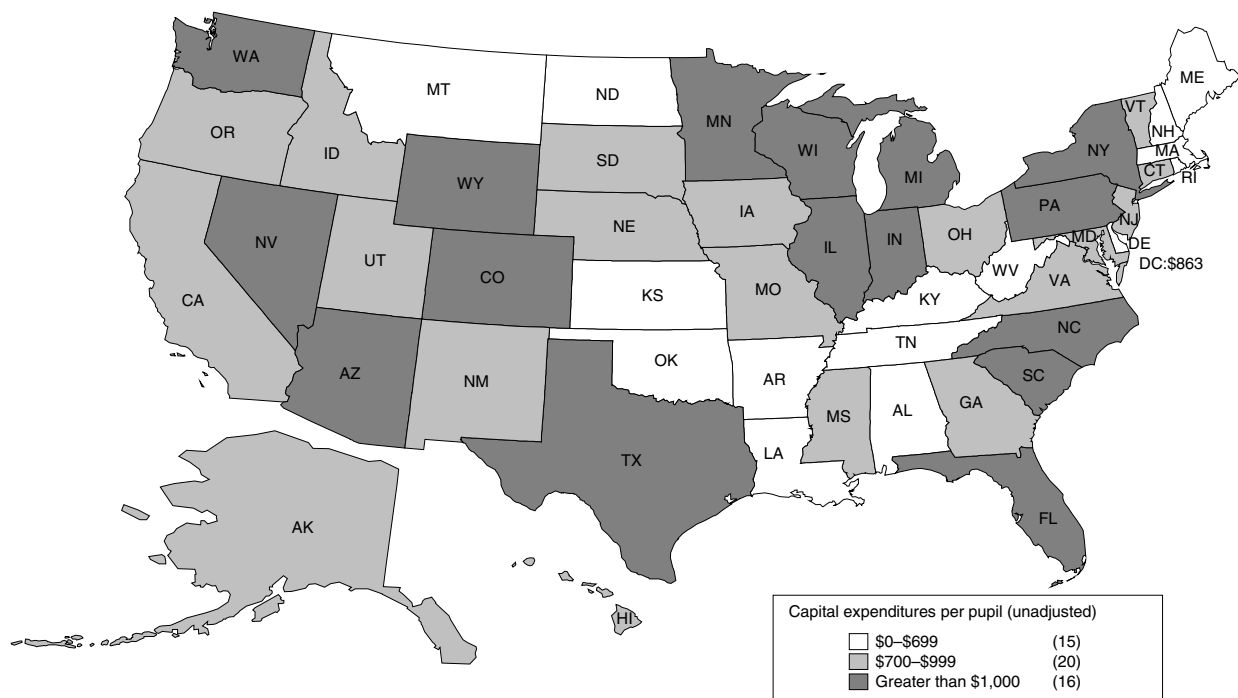 WA
MT
ND
ME
VT
MN
OR
NH
ID
SD
WI
NY
MA
WY
MI
CT
RI
PA
IA
NE
NJ
NV
OH
MD
DE
IL
IN
UT
DC:$863
CO
WV
CA
VA
KS
MO
KY
NC
TN
AZ
OK
SC
NM
AR
GA
MS
AL
LA
TX
FL
AK
HI
Capital expenditures per pupil (unadjusted)
$0–$699 (15)
$700–$999 (20)
Greater than $1,000 (16)